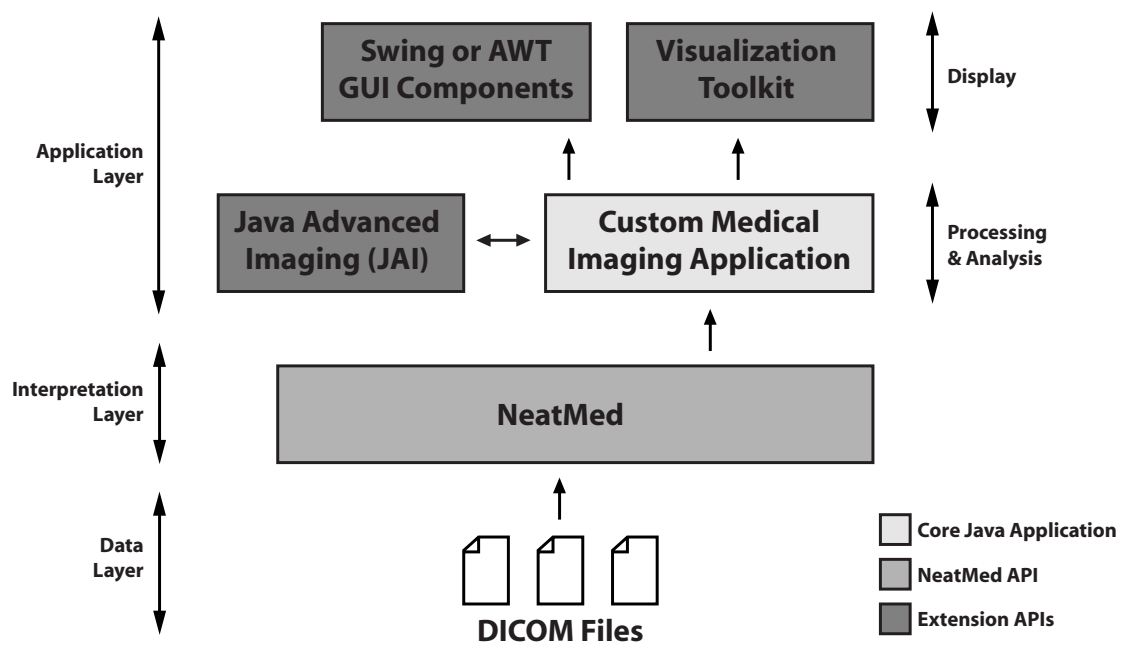 Swing or AWT
GUI Components
Visualization
Toolkit
Display
Application
Layer
Java Advanced
Imaging (JAI)
Custom Medical
Imaging Application
Processing
& Analysis
Interpretation
Layer
NeatMed
Data
Layer
DICOM Files
Core Java Application
NeatMed API
Extension APIs